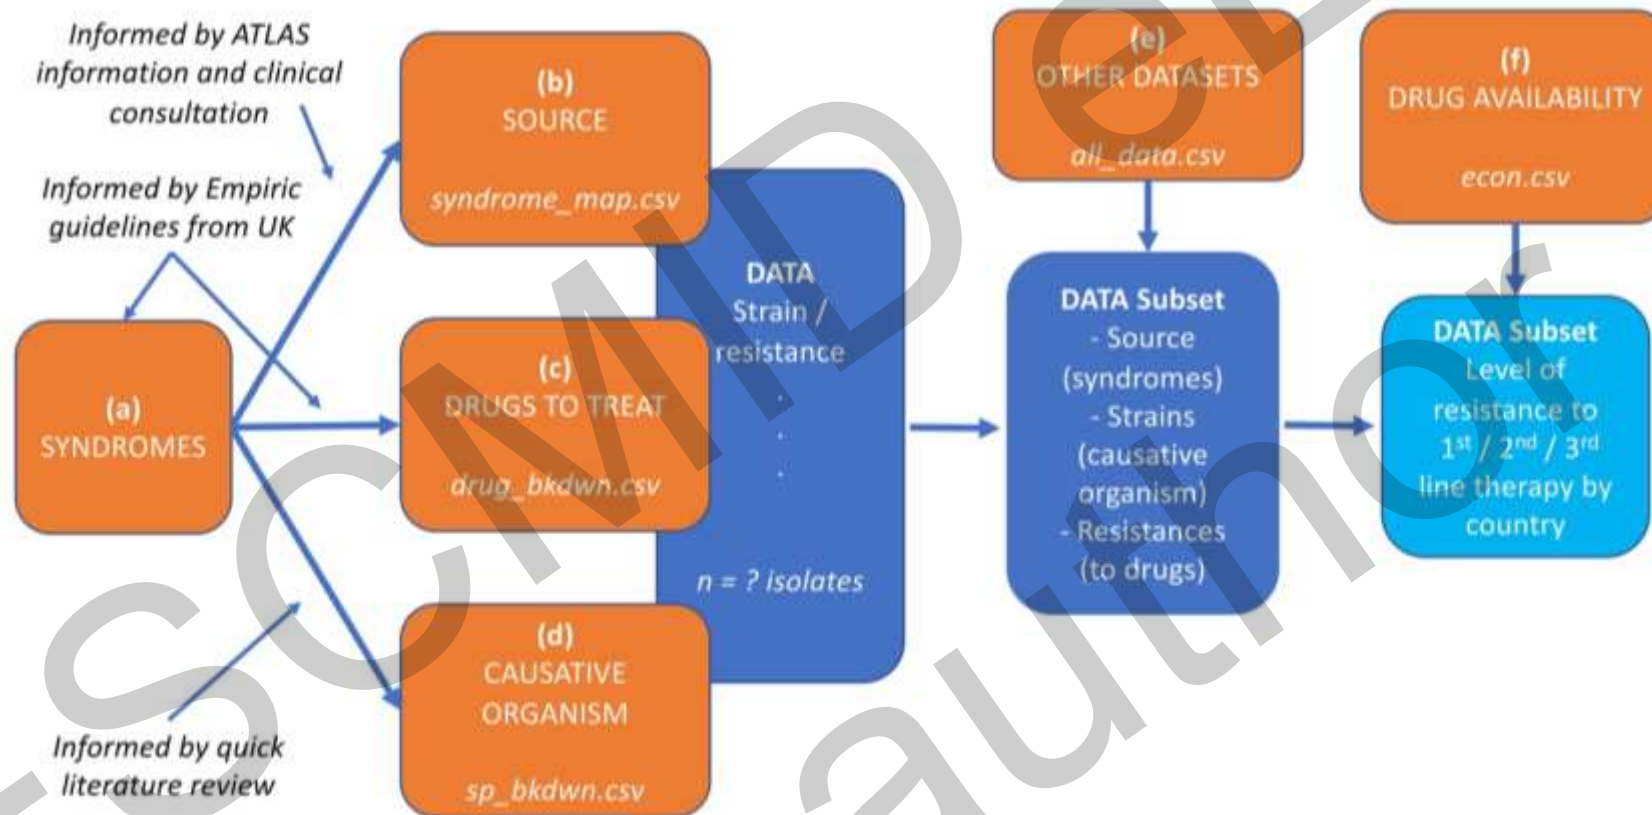 Informed by ATLAS
information and clinical
consultation
Informed by Empiric
guidelines from UK
(a)
SYNDROMES
Informed by quick
literature review
(b)
SOURCE
syndrome_map.csv
(c)
DRUGS TO TREAT
drug_bkdwn.csv
(d)
CAUSATIVE
ORGANISM
sp_bkdwn.csv
DATA
Strain /
resistance
.
.
.
n = ? isolates
(e)
OTHER DATASETS
all_data.csv
DATA Subset
- Source
(syndromes)
- Strains
(causative
organism)
- Resistances
(to drugs)
(f)
DRUG AVAILABILITY
econ.csv
DATA Subset
Level of
resistance to
1st / 2nd / 3rd
line therapy by
country
SCMID eL
author